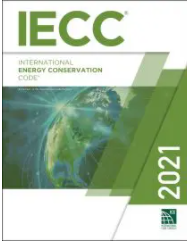 IECC®
INTERNATIONAL
ENERGY CONSERVATION
CODE®
2021